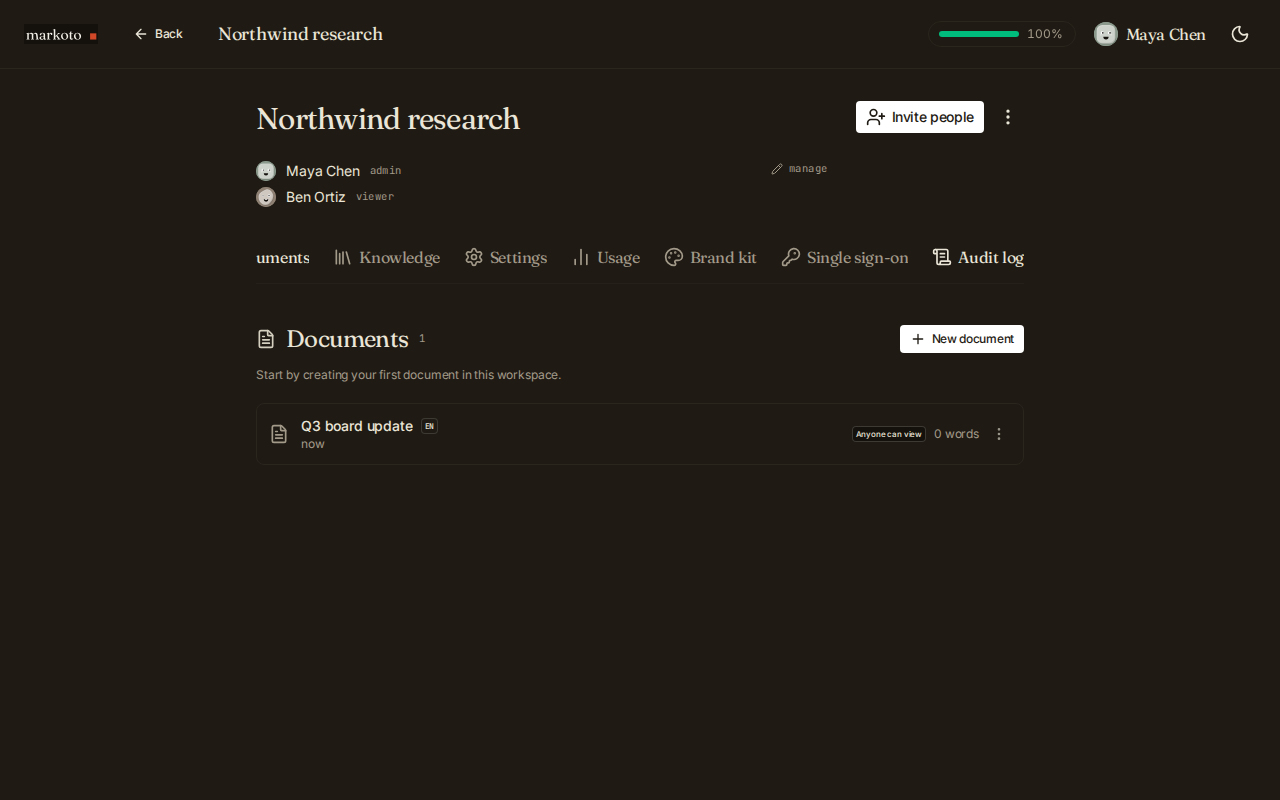 markoto
Back
Northwind research
100%
Maya Chen
Northwind research
Invite people
Maya Chen admin
manage
Ben Ortiz viewer
uments
Knowledge
Settings
Usage
Brand kit
Single sign-on
Audit log
Documents 1
New document
Start by creating your first document in this workspace.
Q3 board update EN
now
Anyone can view
0 words